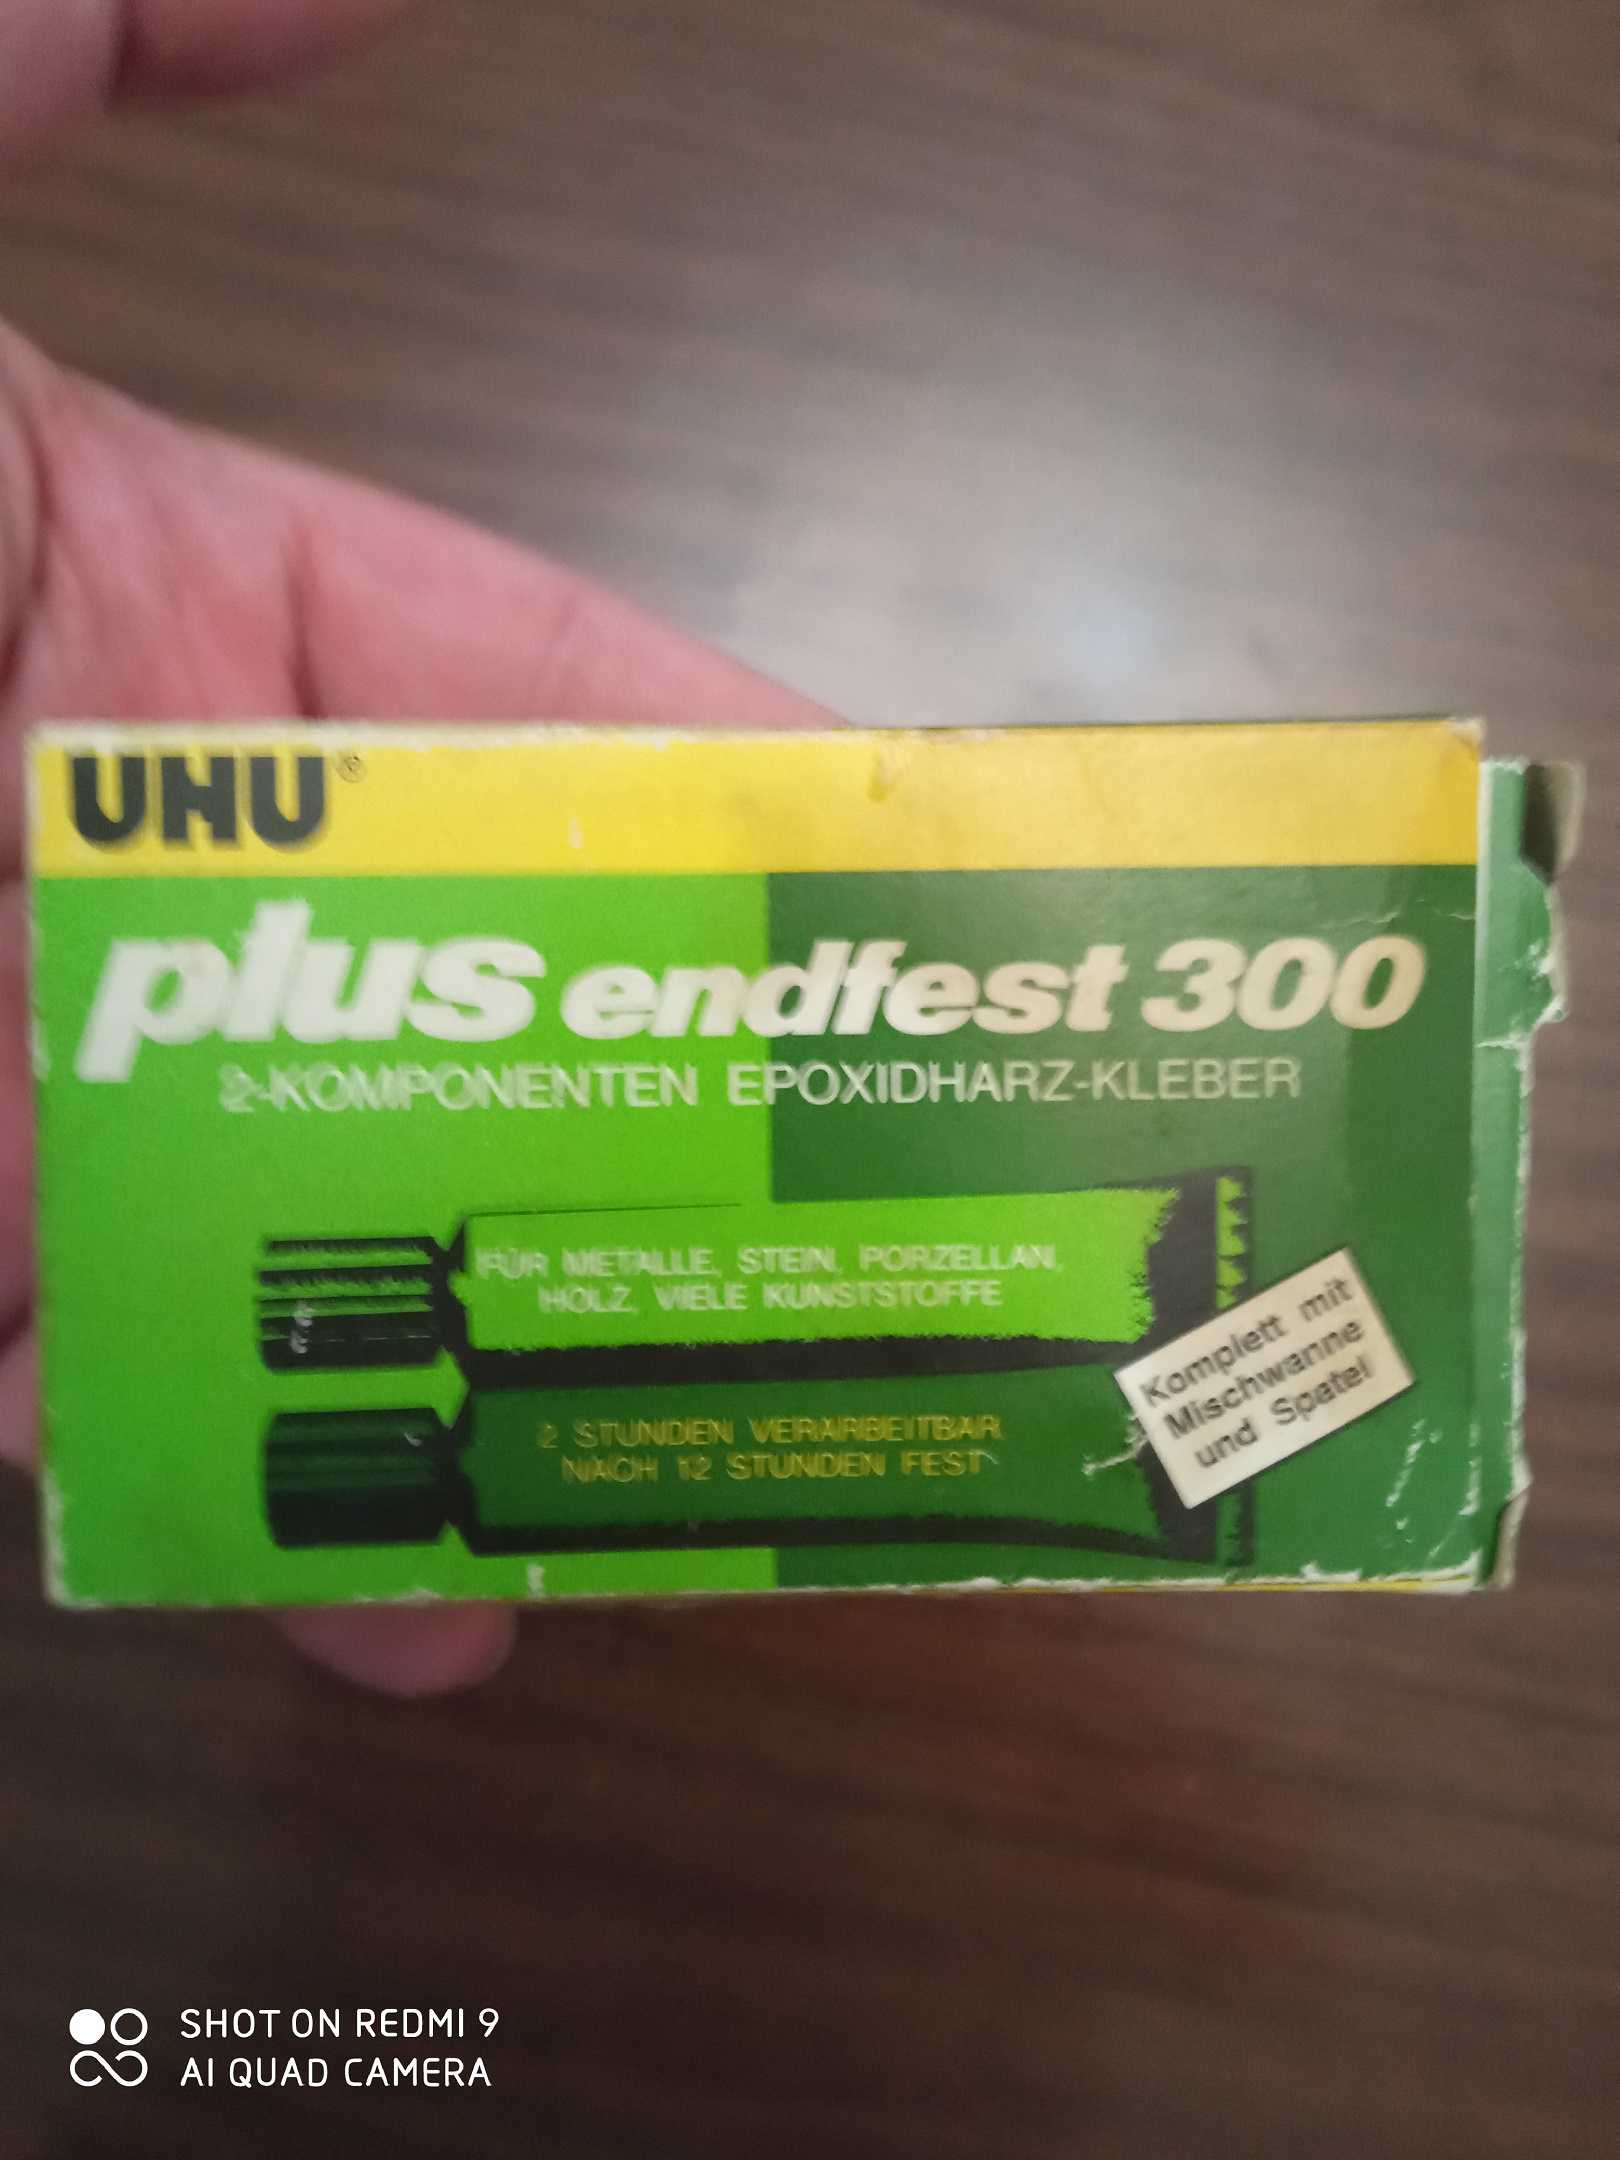 UHU®
plus endfest 300
2-KOMPONENTEN EPOXIDHARZ-KLEBER
FÜR METALLE, STEIN, PORZELLAN,
HOLZ, VIELE KUNSTSTOFFE
2 STUNDEN VERARBEITBAR
NACH 12 STUNDEN FEST
Komplett mit
Mischwanne
und Spatel
SHOT ON REDMI 9
AI QUAD CAMERA